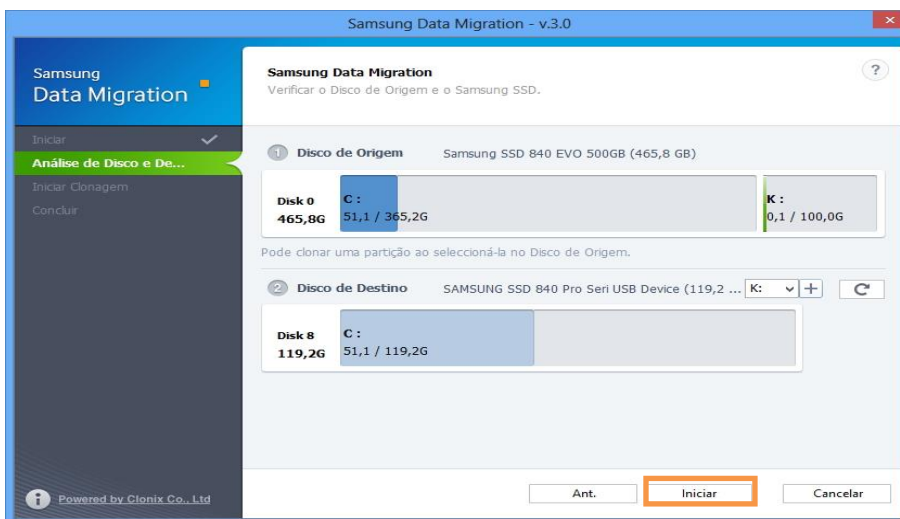 Samsung Data Migration - v.3.0
×
Samsung
Data Migration
Iniciar
Análise de Disco e De...
Iniciar Clonagem
Concluir
Powered by Clonix Co., Ltd
Samsung Data Migration
Verificar o Disco de Origem e o Samsung SSD.
?
1 Disco de Origem Samsung SSD 840 EVO 500GB (465,8 GB)
Disk 0
465,8G
C :
51,1 / 365,2G
K :
0,1 / 100,0G
Pode clonar uma partição ao seleccioná-la no Disco de Origem.
2 Disco de Destino SAMSUNG SSD 840 Pro Seri USB Device (119,2 ... K: +
Disk 8
119,2G
C :
51,1 / 119,2G
Ant. Iniciar Cancelar